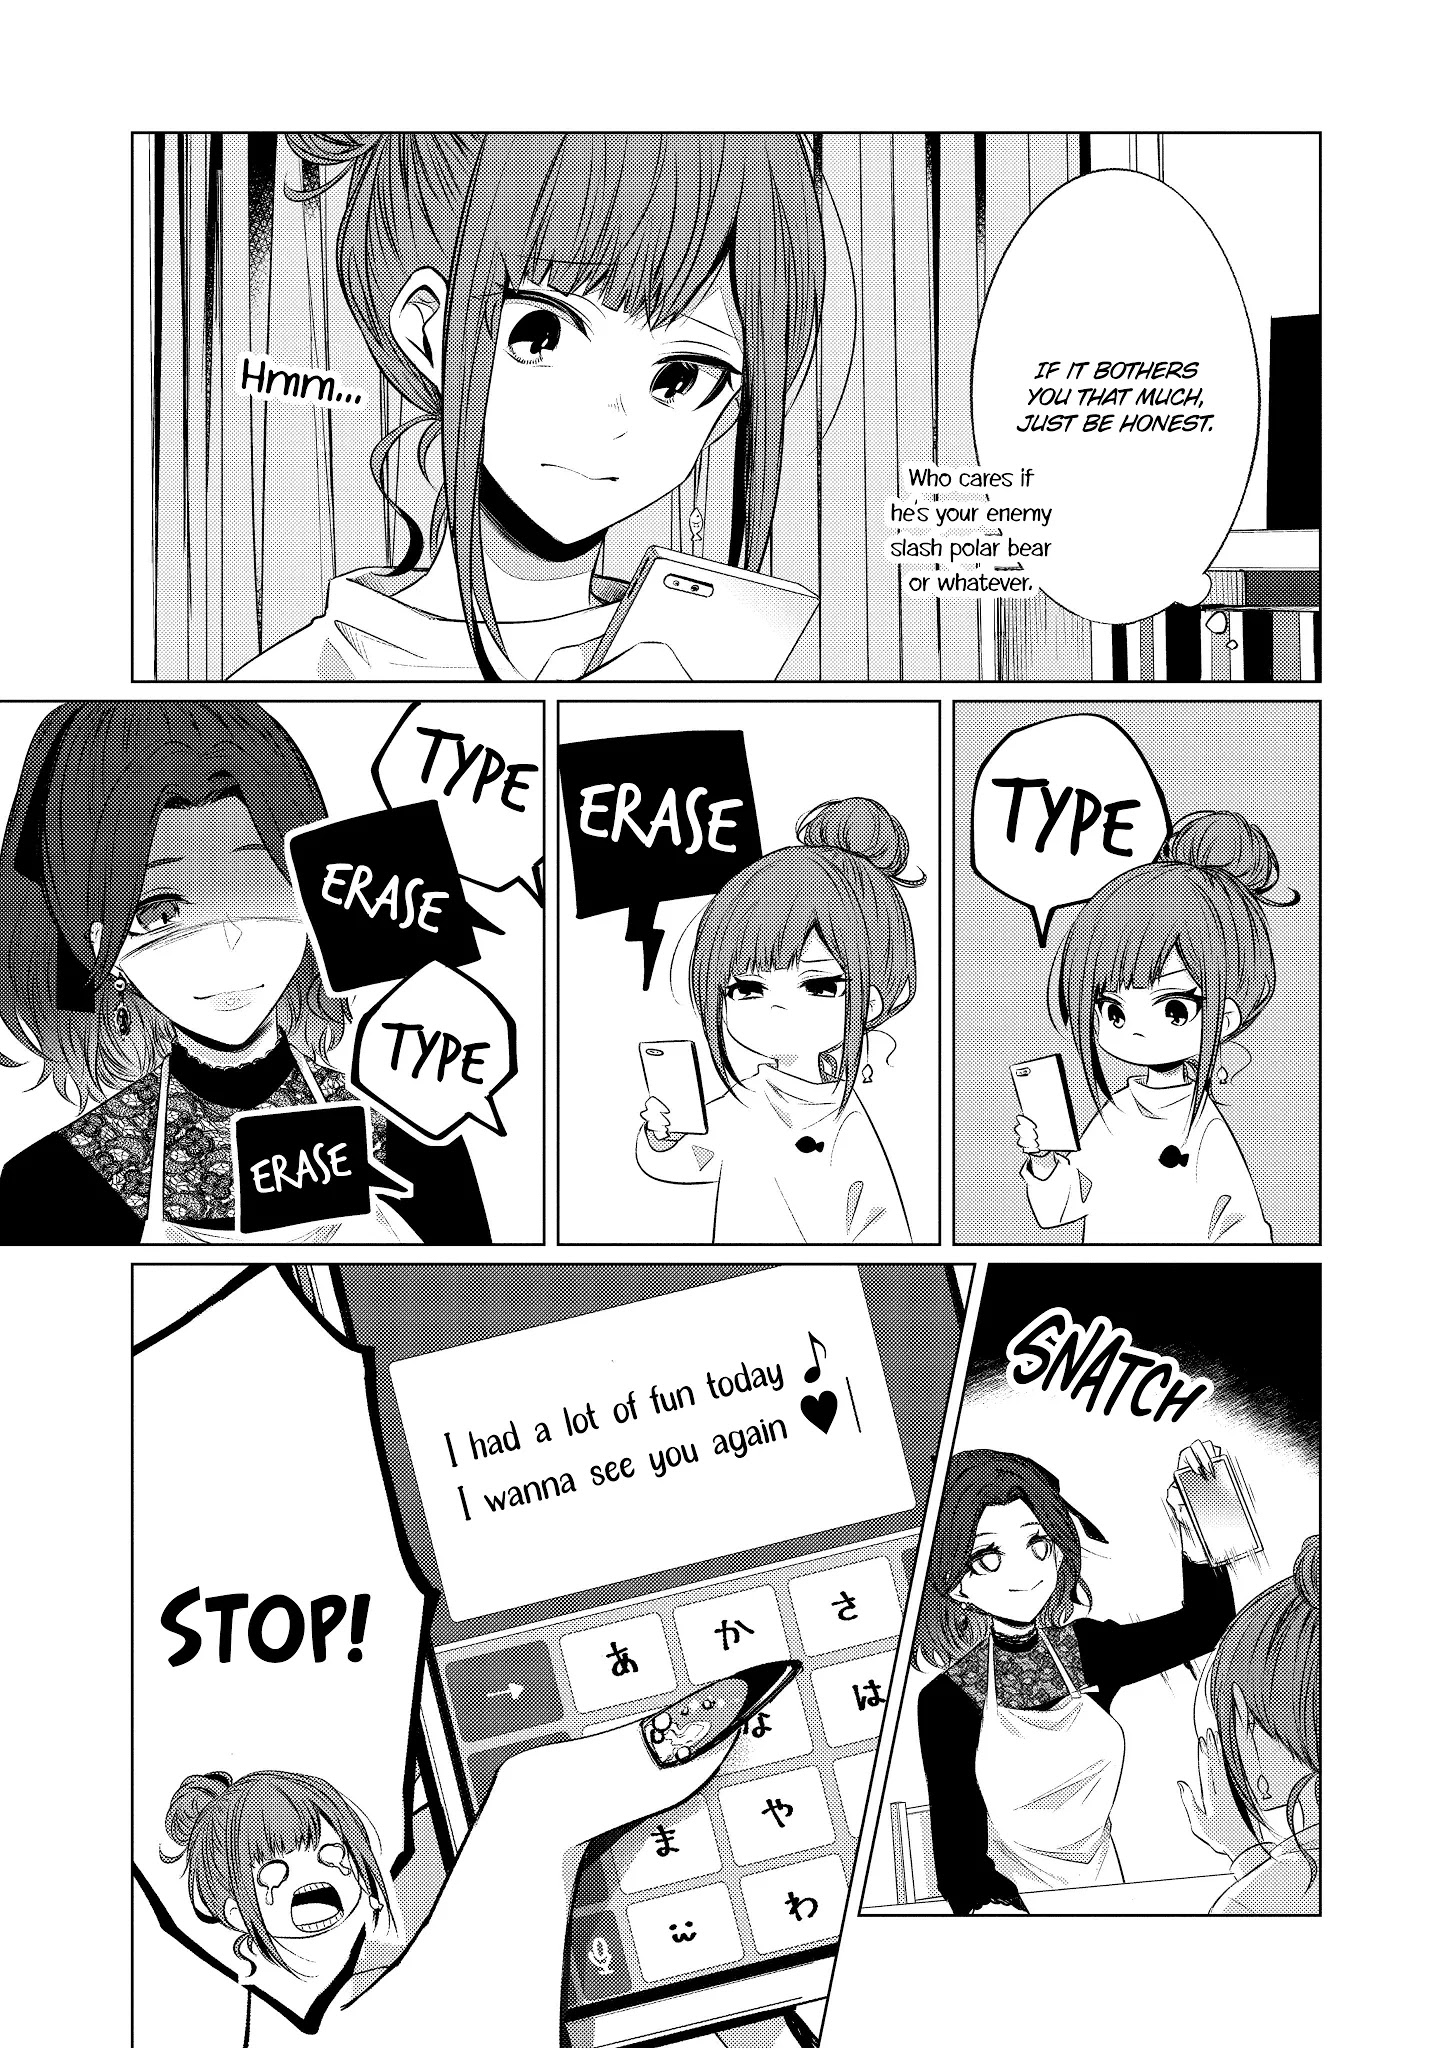 IF IT BOTHERS
YOU THAT MUCH,
JUST BE HONEST.
Who cares if
he's your enemy
slash polar bear
or whatever.
Hmm...
TYPE
ERASE
TYPE
ERASE
TYPE
ERASE
SNATCH
I had a lot of fun today ♪
I wanna see you again ♥
→
あ
か
さ
な
は
ま
や
わ
STOP!